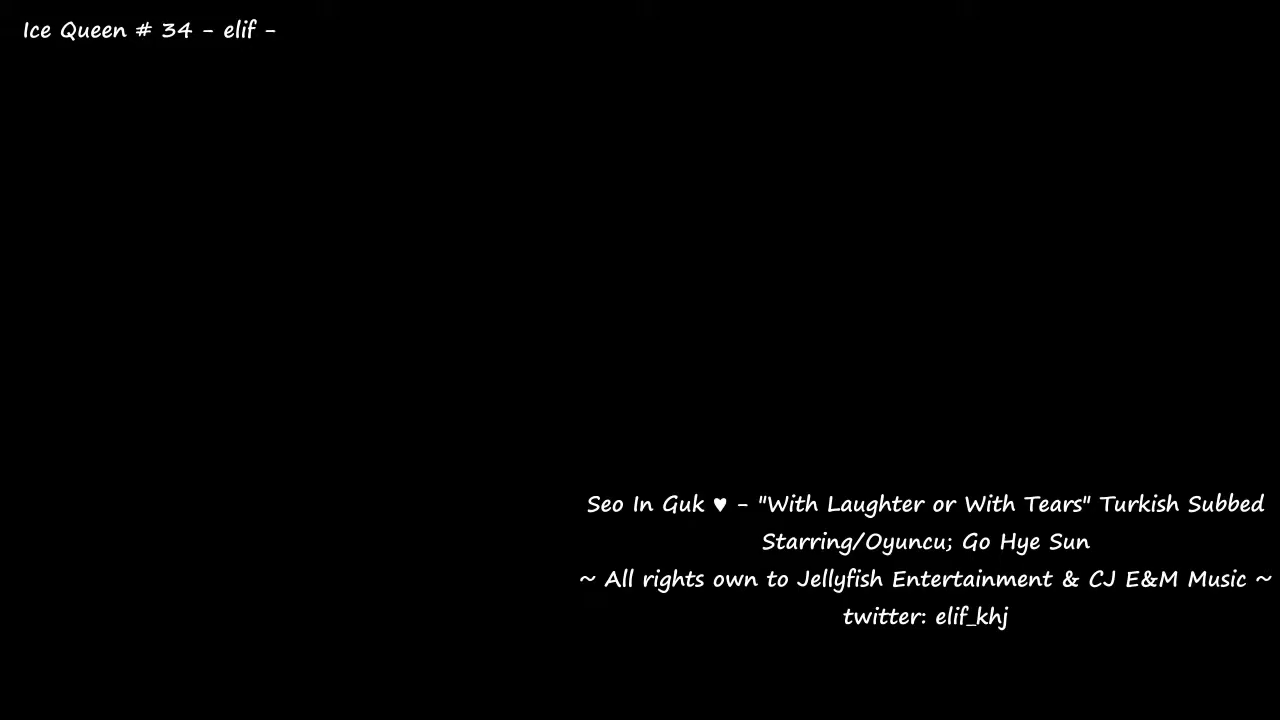 Ice Queen # 34 - elif -
Seo In Guk ♥ - "With Laughter or With Tears" Turkish Subbed
Starring/Oyuncu; Go Hye Sun
~ All rights own to Jellyfish Entertainment & CJ E&M Music ~
twitter: elif_khj